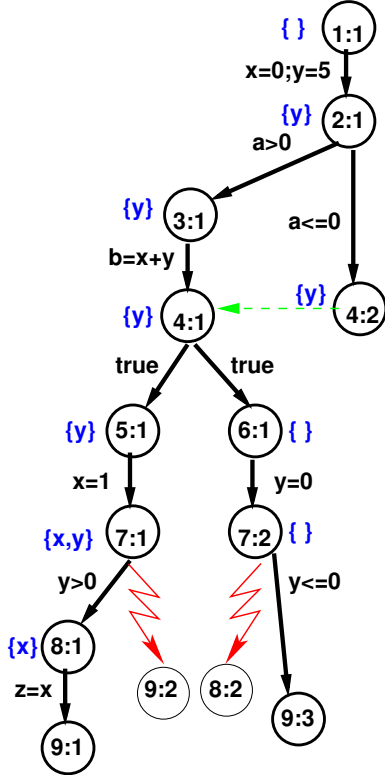 { } 1:1
x=0;y=5
{y} 2:1
a>0
{y} 3:1 a<=0
b=x+y
{y} 4:1 {y} 4:2
true true
{y} 5:1 6:1 { }
x=1 y=0
{x,y} 7:1 7:2 { }
y>0 y<=0
{x} 8:1 9:2 8:2
z=x
9:1 9:3